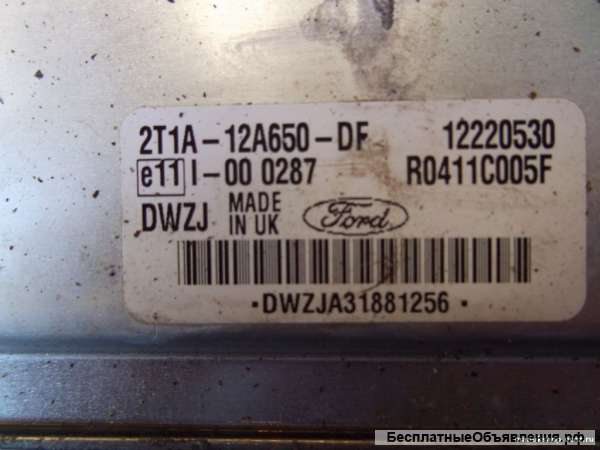 2T1A-12A650-DF 12220530
e11 I-00 0287 R0411C005F
DWZJ MADE IN UK Ford
·DWZJA31881256·
БесплатныеОбъявления.рф